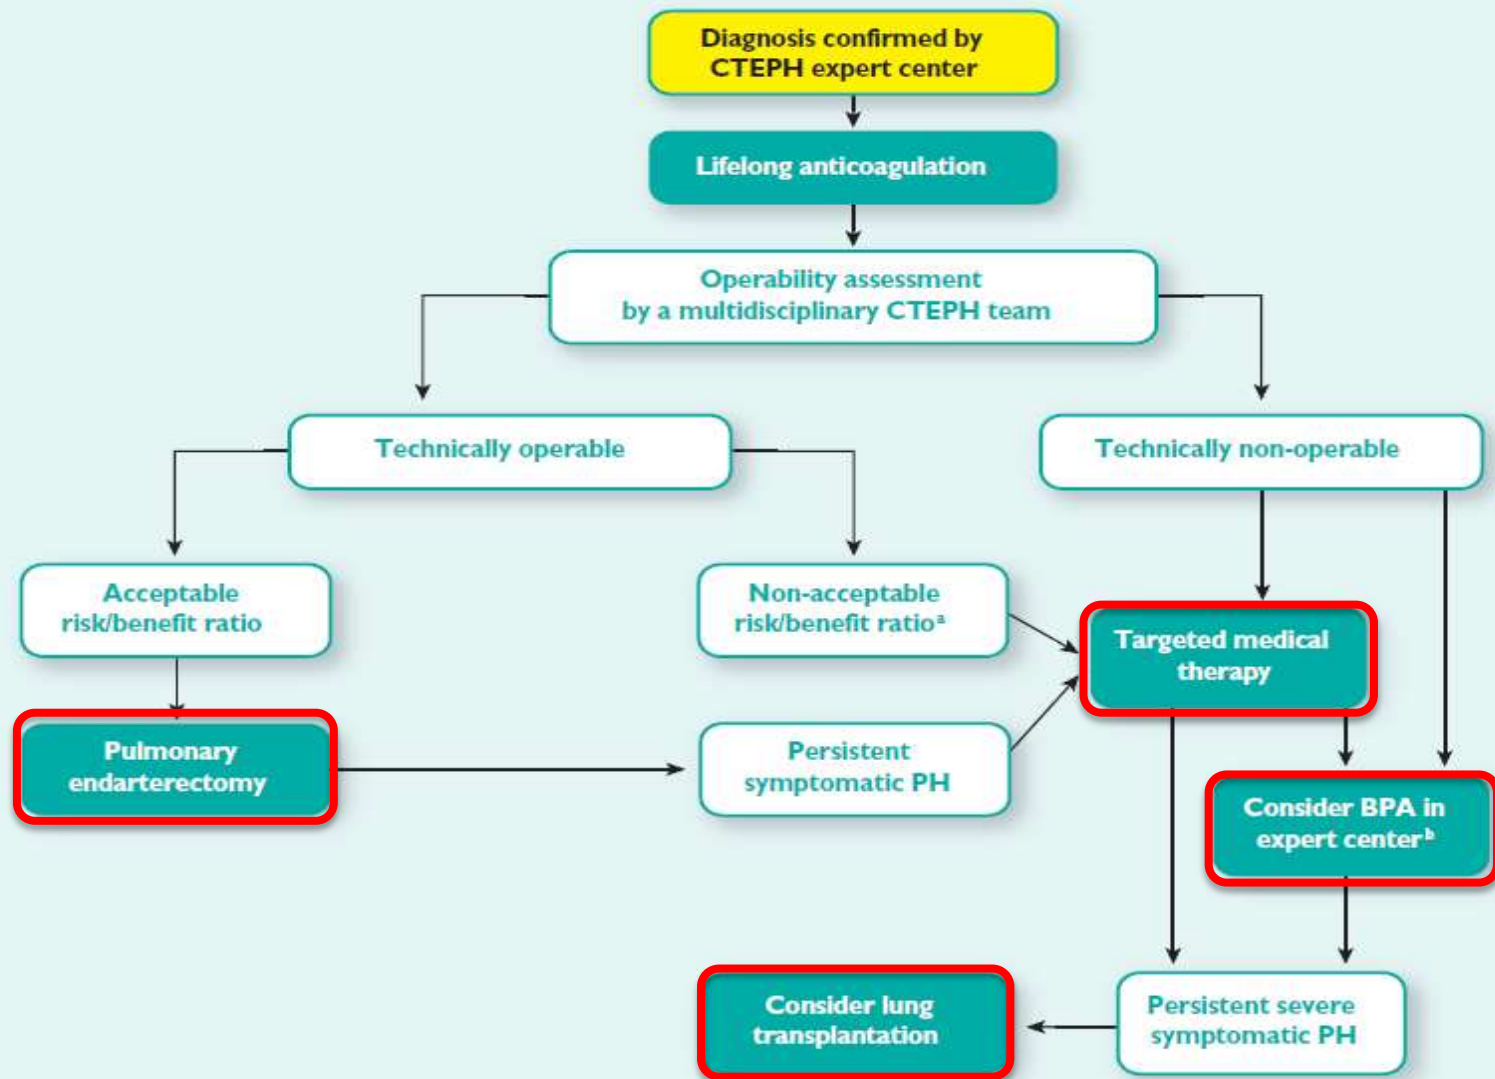 Diagnosis confirmed by
CTEPH expert center
Lifelong anticoagulation
Operability assessment
by a multidisciplinary CTEPH team
Technically operable
Technically non-operable
Acceptable
risk/benefit ratio
Non-acceptable
risk/benefit ratioᵃ
Targeted medical
therapy
Pulmonary
endarterectomy
Persistent
symptomatic PH
Consider BPA in
expert centerᵇ
Consider lung
transplantation
Persistent severe
symptomatic PH